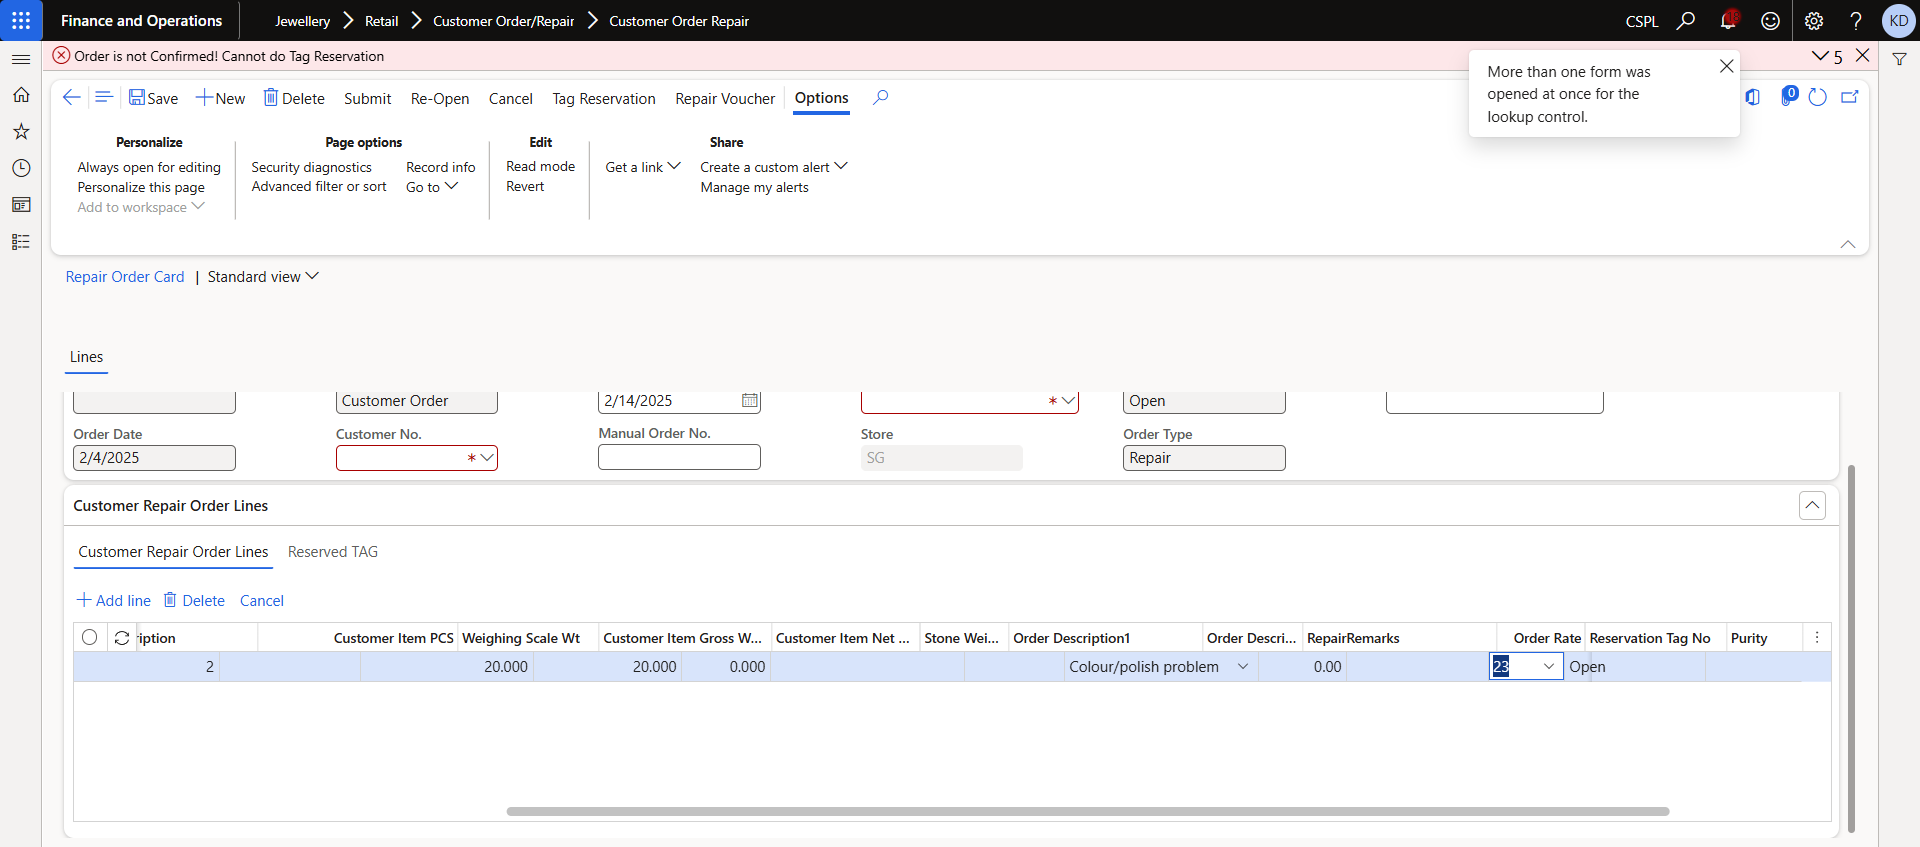 Finance and Operations
Jewellery > Retail > Customer Order/Repair > Customer Order Repair
CSPL
KD
Order is not Confirmed! Cannot do Tag Reservation
5
More than one form was
opened at once for the
lookup control.
Save New Delete Submit Re-Open Cancel Tag Reservation Repair Voucher Options
0
Personalize
Always open for editing
Personalize this page
Add to workspace
Page options
Security diagnostics
Advanced filter or sort
Record info
Go to
Edit
Read mode
Revert
Share
Get a link
Create a custom alert
Manage my alerts
Repair Order Card | Standard view
Lines
Customer Order 2/14/2025 * Open
Order Date Customer No. Manual Order No. Store Order Type
2/4/2025 * SG Repair
Customer Repair Order Lines
Customer Repair Order Lines Reserved TAG
Add line Delete Cancel
iption Customer Item PCS Weighing Scale Wt Customer Item Gross W... Customer Item Net ... Stone Wei... Order Description1 Order Descri... RepairRemarks Order Rate Reservation Tag No Purity
2 20.000 20.000 0.000 Colour/polish problem 0.00 23 Open